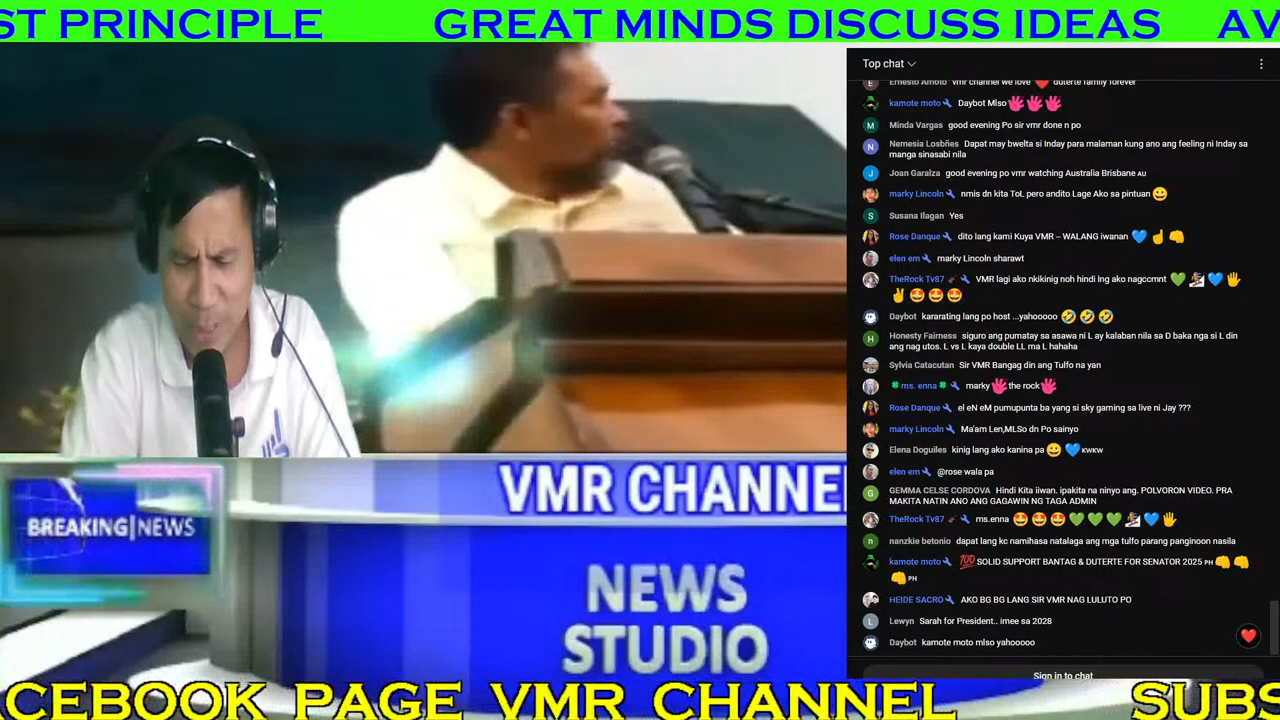 ST PRINCIPLE GREAT MINDS DISCUSS IDEAS AV
Top chat
Ernesto Amoto vmr channel we love ❤️ duterte family forever
kamote moto Daybot Mlso
M Minda Vargas good evening Po sir vmr done n po
N Nemesia Losbñes Dapat may bwelta si Inday para malaman kung ano ang feeling ni Inday sa
manga sinasabi nila
J Joan Garalza good evening po vmr watching Australia Brisbane AU
marky Lincoln nmis dn kita ToL pero andito Lage Ako sa pintuan 😀
S Susana Ilagan Yes
Rose Danque dito lang kami Kuya VMR – WALANG iwanan 💙☝️👊
elen em marky Lincoln sharawt
TheRock Tv87 VMR lagi ako nkikinig noh hindi lng ako nagccmnt 💚 💙🖐️
✌️🤩🤩🤩
Daybot kararating lang po host ...yahooooo 🤣🤣🤣
H Honesty Fairness siguro ang pumatay sa asawa ni L ay kalaban nila sa D baka nga si L din
ang nag utos. L vs L kaya double LL ma L hahaha
Sylvia Catacutan Sir VMR Bangag din ang Tulfo na yan
🍀 ms. enna 🍀 marky the rock
Rose Danque el eN eM pumupunta ba yang si sky gaming sa live ni Jay ???
marky Lincoln Ma'am Len,MLSo dn Po sainyo
Elena Doguiles kinig lang ako kanina pa 😀💙 KWKW
elen em @rose wala pa
G GEMMA CELSE CORDOVA Hindi Kita iiwan. ipakita na ninyo ang. POLVORON VIDEO. PRA
MAKITA NATIN ANO ANG GAGAWIN NG TAGA ADMIN
TheRock Tv87 ms.enna 🤩🤩🤩💚💚💚 💙🖐️
n nanzkie betonio dapat lang kc namihasa natalaga ang mga tulfo parang panginoon nasila
kamote moto 💯 SOLID SUPPORT BANTAG & DUTERTE FOR SENATOR 2025 PH 👊👊
👊 PH
HEIDE SACRO AKO BG BG LANG SIR VMR NAG LULUTO PO
L Lewyn Sarah for President.. imee sa 2028
Daybot kamote moto mlso yahooooo
Sign in to chat
VMR CHANNE
BREAKING|NEWS
NEWS
STUDIO
CEBOOK PAGE VMR CHANNEL SUBS